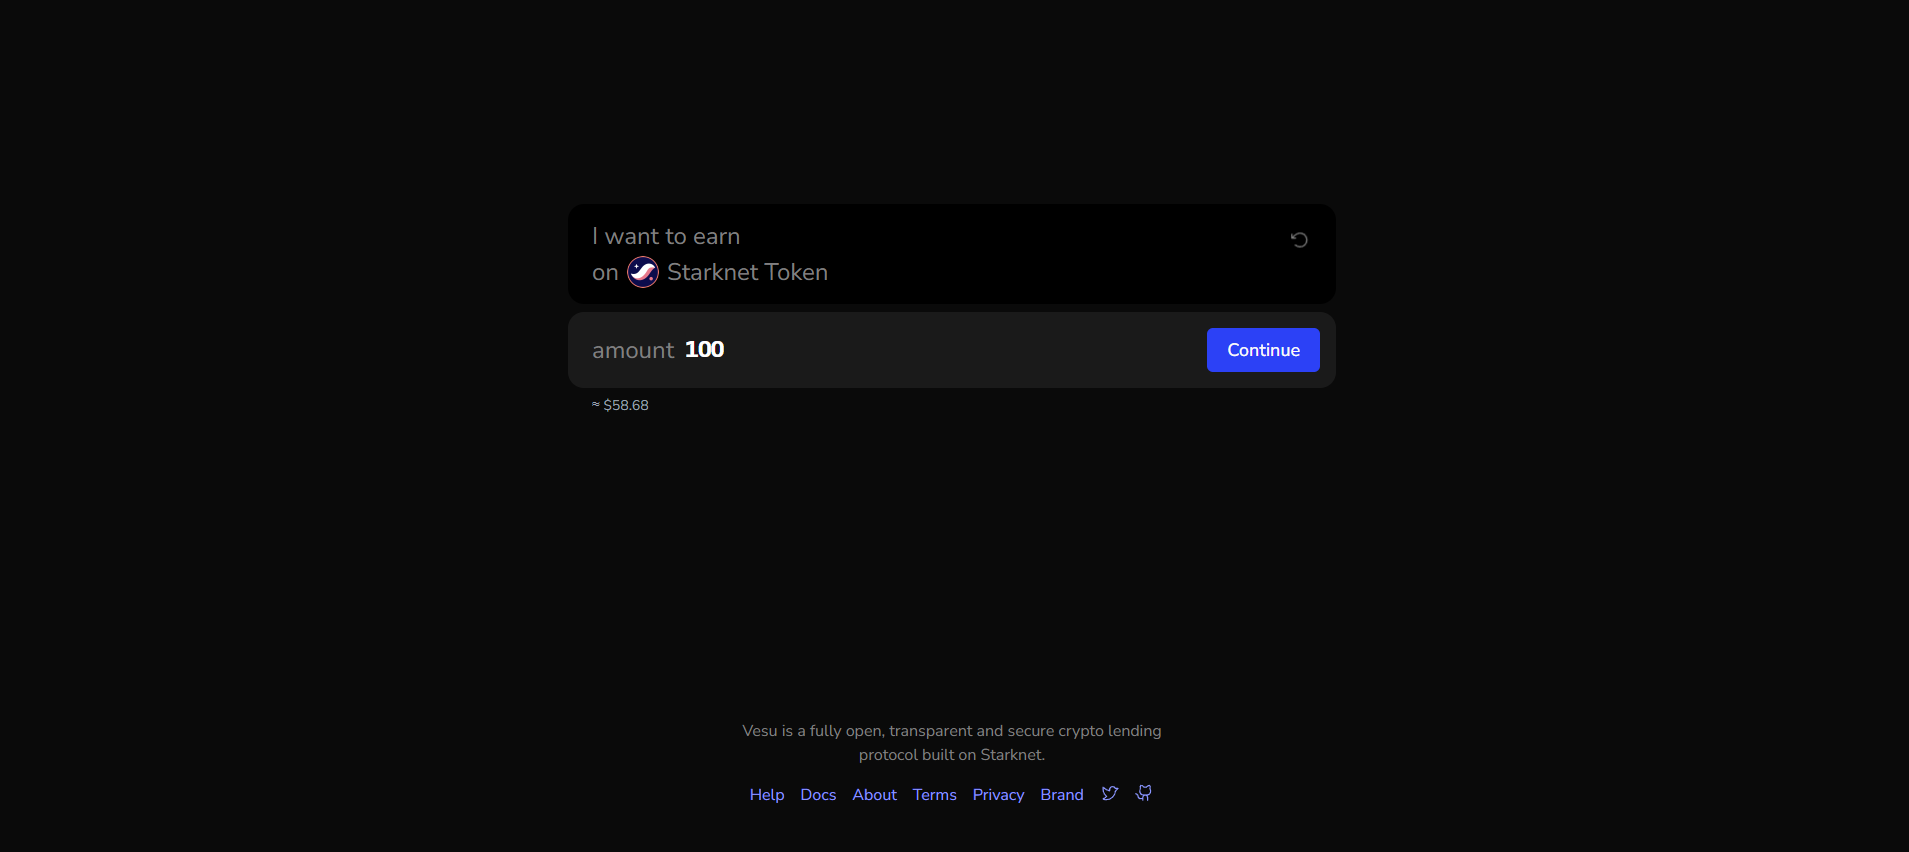 I want to earn
on Starknet Token
amount 100
Continue
≈ $58.68
Vesu is a fully open, transparent and secure crypto lending
protocol built on Starknet.
Help Docs About Terms Privacy Brand